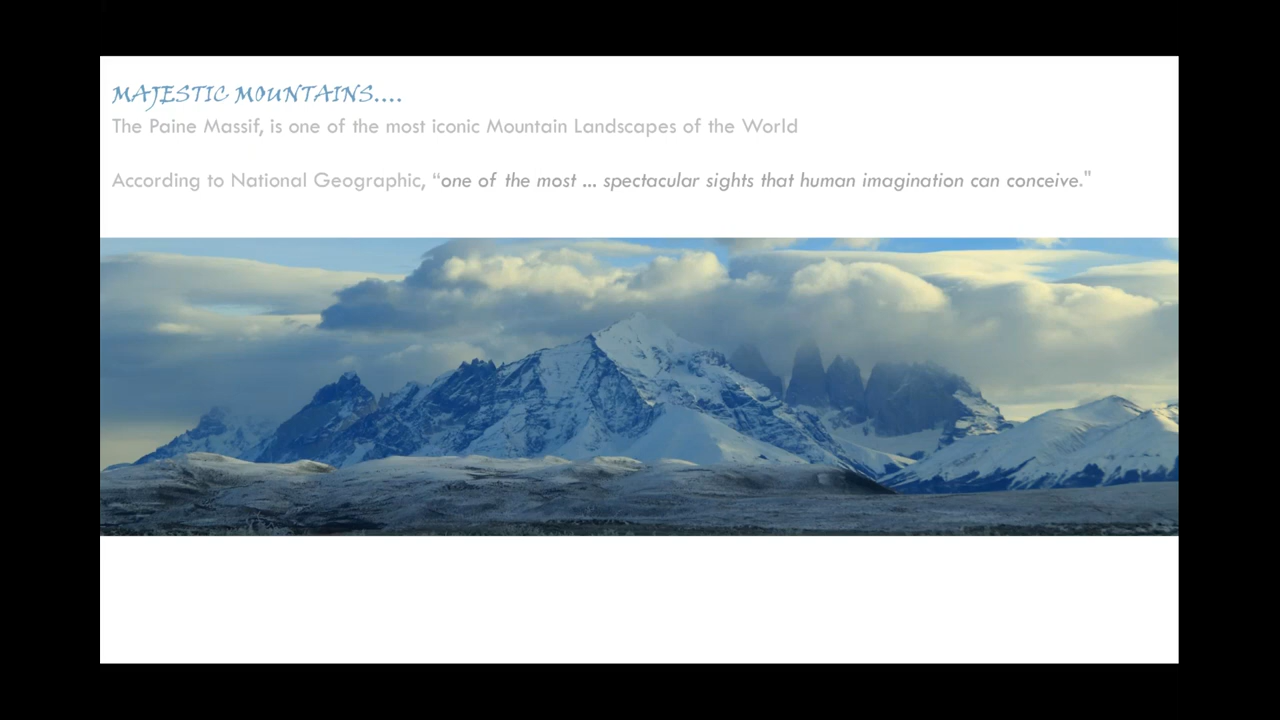 MAJESTIC MOUNTAINS....
The Paine Massif, is one of the most iconic Mountain Landscapes of the World
According to National Geographic, “one of the most ... spectacular sights that human imagination can conceive."